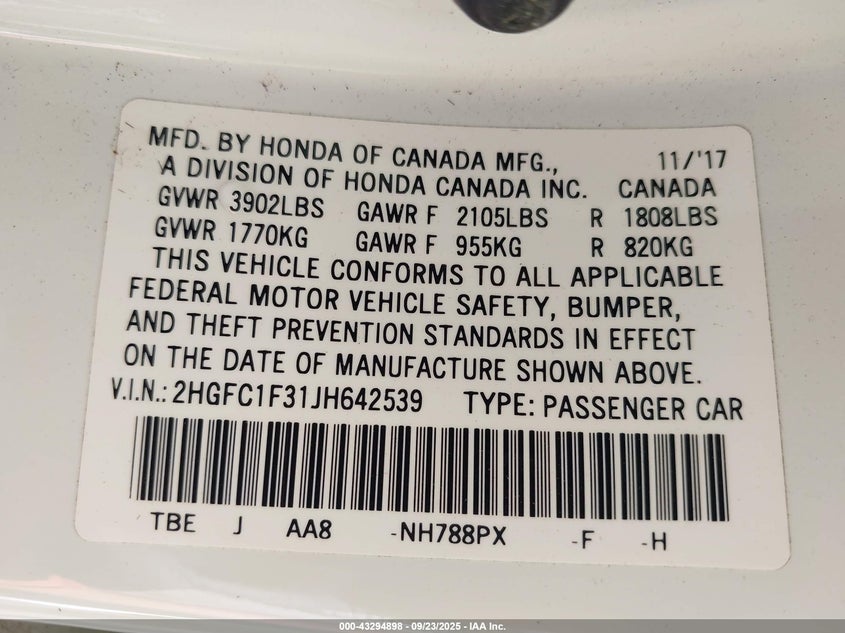 MFD. BY HONDA OF CANADA MFG., 11/'17
A DIVISION OF HONDA CANADA INC. CANADA
GVWR 3902LBS GAWR F 2105LBS R 1808LBS
GVWR 1770KG GAWR F 955KG R 820KG
THIS VEHICLE CONFORMS TO ALL APPLICABLE
FEDERAL MOTOR VEHICLE SAFETY, BUMPER,
AND THEFT PREVENTION STANDARDS IN EFFECT
ON THE DATE OF MANUFACTURE SHOWN ABOVE.
V.I.N.: 2HGFC1F31JH642539 TYPE: PASSENGER CAR
TBE J AA8 -NH788PX -F -H
000-43294898 - 09/23/2025 - IAA Inc.